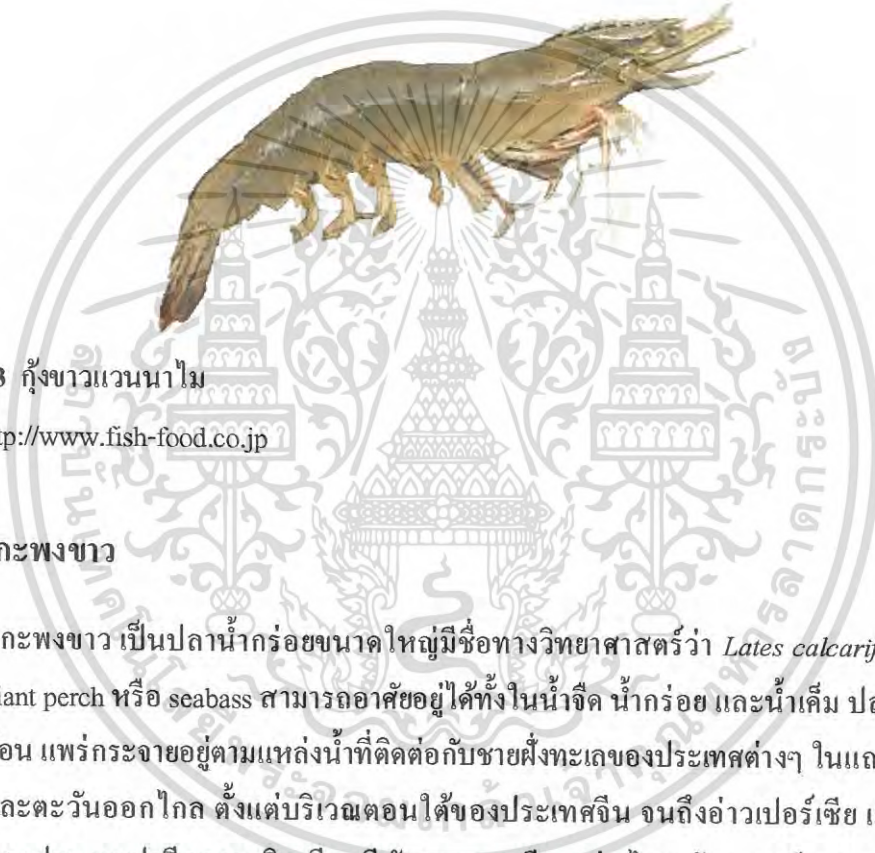 3 กุ้งขาวแวนนาไม
tp://www.fish-food.co.jp
กะพงขาว
กะพงขาว เป็นปลาน้ำกร่อยขนาดใหญ่มีชื่อทางวิทยาศาสตร์ว่า Lates calcarif
iant perch หรือ seabass สามารถอาศัยอยู่ได้ทั้งในน้ำจืด น้ำกร่อย และน้ำเค็ม ปล
อน แพร่กระจายอยู่ตามแหล่งน้ำที่ติดต่อกับชายฝั่งทะเลของประเทศต่างๆ ในแถ
ละตะวันออกไกล ตั้งแต่บริเวณตอนใต้ของประเทศจีน จนถึงอ่าวเปอร์เซีย เ